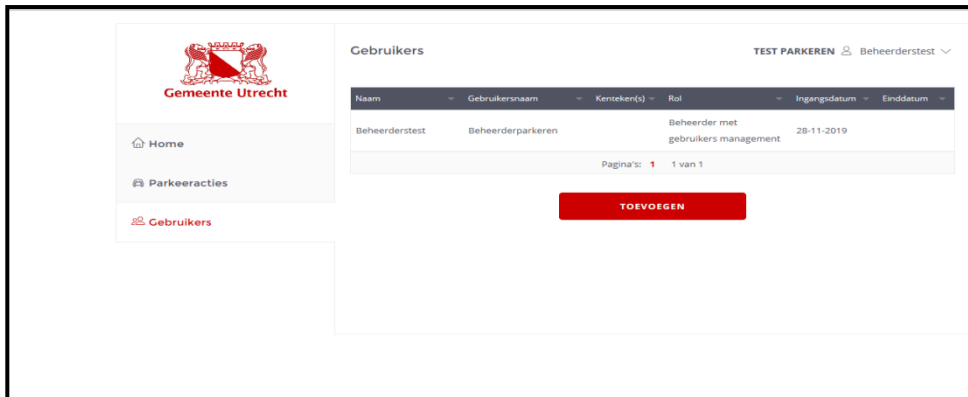 Gemeente Utrecht
Home
Parkeeracties
Gebruikers
Gebruikers
TEST PARKEREN Beheerderstest
Naam Gebruikersnaam Kenteken(s) Rol Ingangsdatum Einddatum
Beheerderstest Beheerderparkeren Beheerder met gebruikers management 28-11-2019
Pagina's: 1 1 van 1
TOEVOEGEN